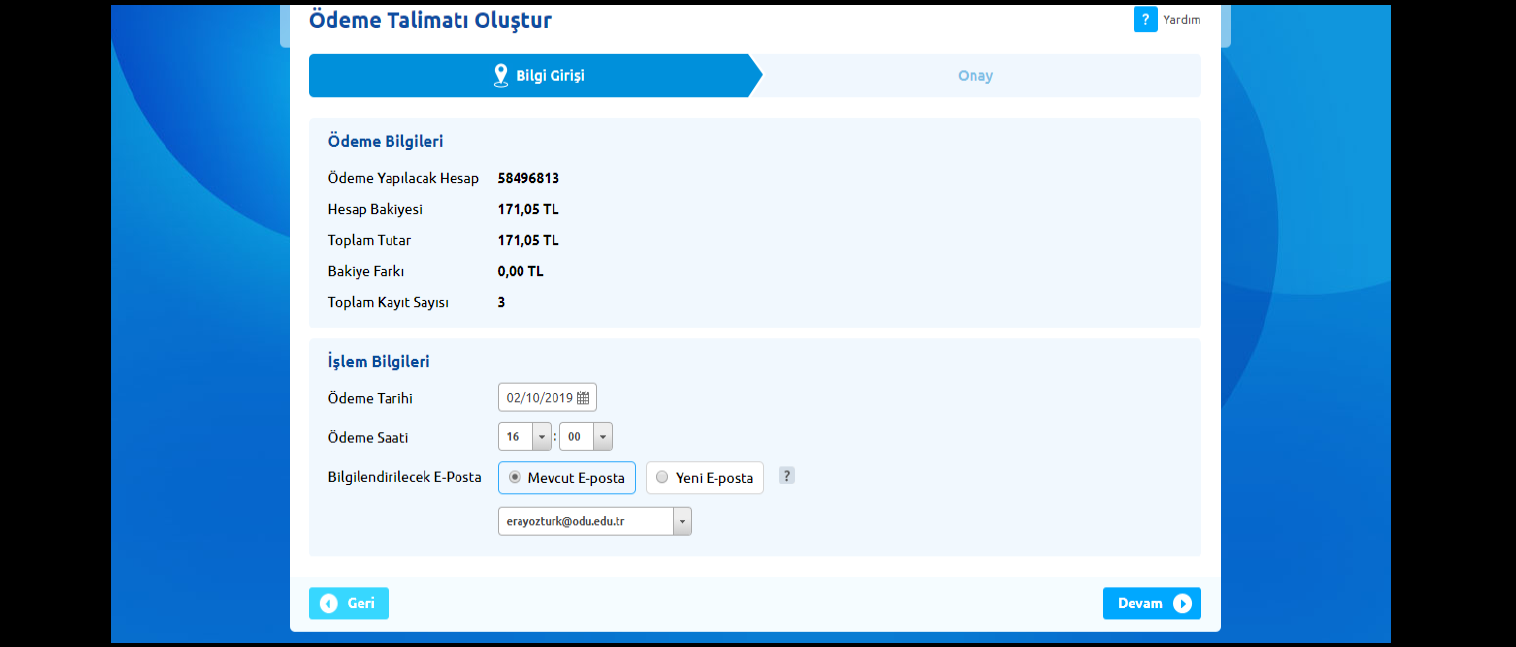 Ödeme Talimatı Oluştur
? Yardım
Bilgi Girişi
Onay
Ödeme Bilgileri
Ödeme Yapılacak Hesap 58496813
Hesap Bakiyesi 171,05 TL
Toplam Tutar 171,05 TL
Bakiye Farkı 0,00 TL
Toplam Kayıt Sayısı 3
İşlem Bilgileri
Ödeme Tarihi 02/10/2019
Ödeme Saati 16 : 00
Bilgilendirilecek E-Posta Mevcut E-posta Yeni E-posta ?
erayozturk@odu.edu.tr
Geri
Devam